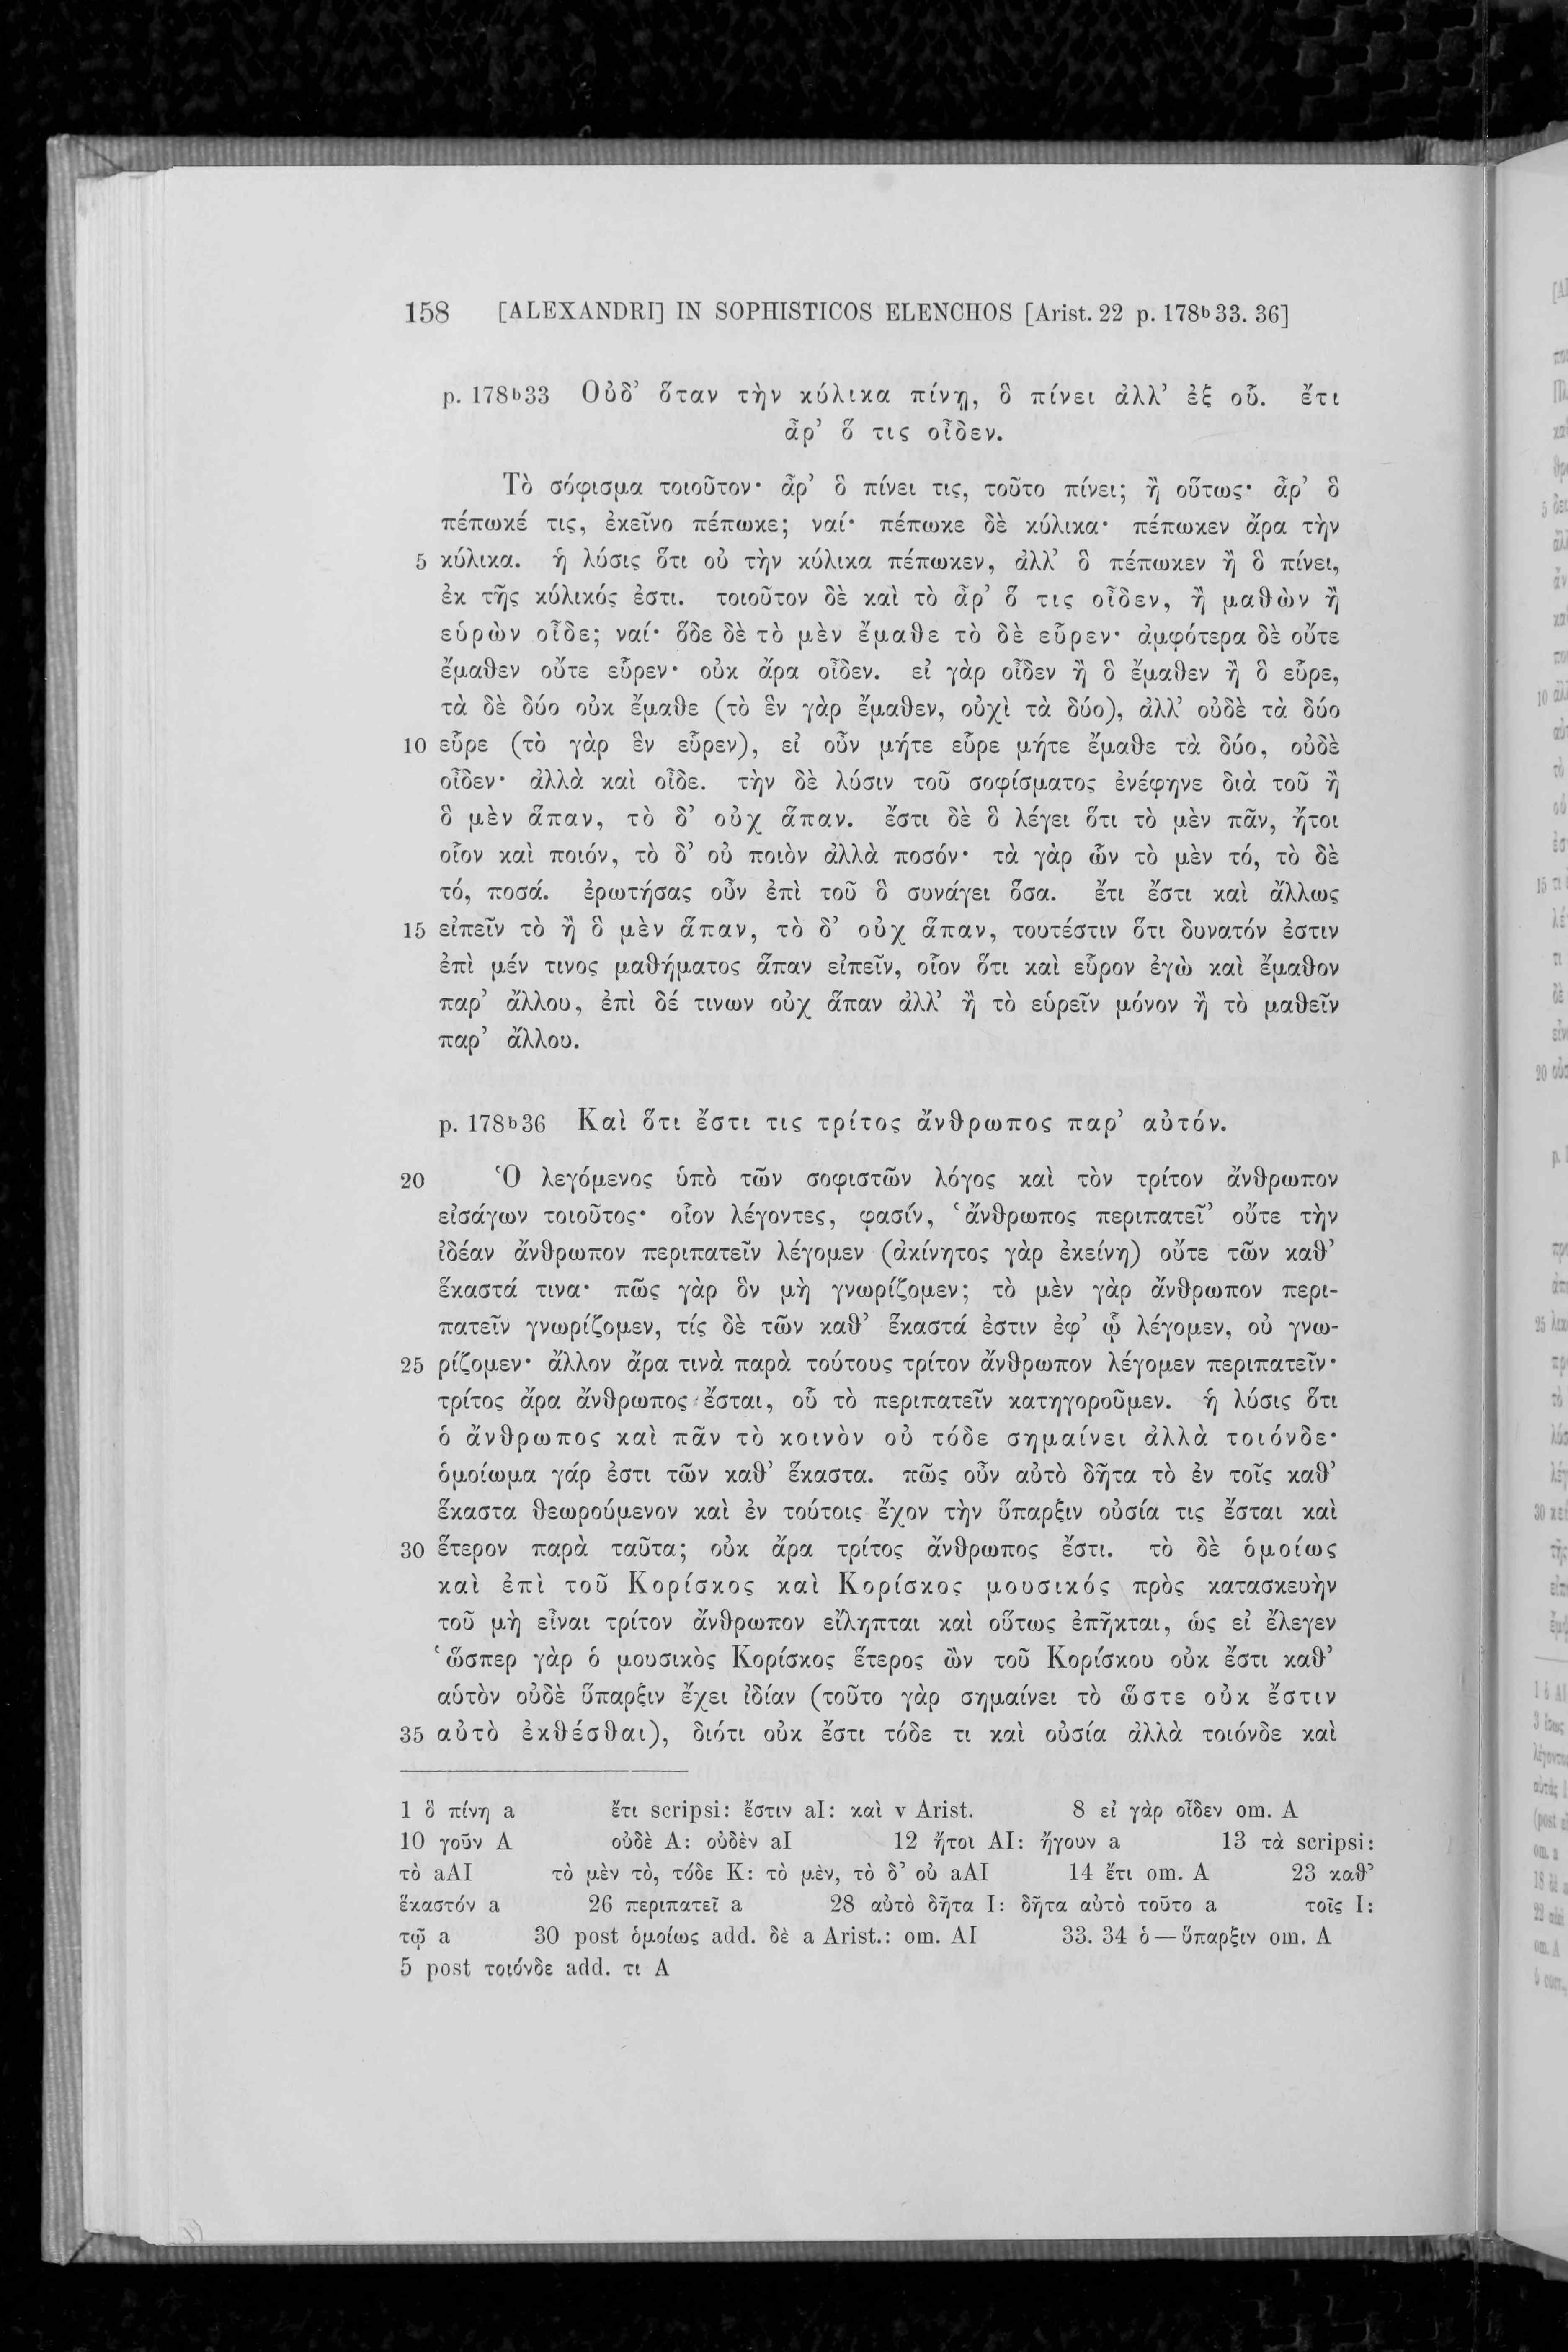 158 [ALEXANDRI] IN SOPHISTICOS ELENCHOS [Arist. 22 p. 178b 33. 36]
p. 178b33 Οὐδ’ ὅταν τὴν κύλικα πίνῃ, ὃ πίνει ἀλλ’ ἐξ οὗ. ἔτι
ἆρ’ ὅ τις οἶδεν.
Τὸ σόφισμα τοιοῦτον· ἆρ’ ὃ πίνει τις, τοῦτο πίνει; ἢ οὕτως· ἆρ’ ὃ
πέπωκέ τις, ἐκεῖνο πέπωκε; ναί· πέπωκε δὲ κύλικα· πέπωκεν ἄρα τὴν
5 κύλικα. ἡ λύσις ὅτι οὐ τὴν κύλικα πέπωκεν, ἀλλ’ ὃ πέπωκεν ἢ ὃ πίνει,
ἐκ τῆς κύλικός ἐστι. τοιοῦτον δὲ καὶ τὸ ἆρ’ ὅ τις οἶδεν, ἢ μαθὼν ἢ
εὑρὼν οἶδε; ναί· ὅδε δὲ τὸ μὲν ἔμαθε τὸ δὲ εὗρεν· ἀμφότερα δὲ οὔτε
ἔμαθεν οὔτε εὗρεν· οὐκ ἄρα οἶδεν. εἰ γὰρ οἶδεν ἢ ὃ ἔμαθεν ἢ ὃ εὗρε,
τὰ δὲ δύο οὐκ ἔμαθε (τὸ ἓν γὰρ ἔμαθεν, οὐχὶ τὰ δύο), ἀλλ’ οὐδὲ τὰ δύο
10 εὗρε (τὸ γὰρ ἓν εὗρεν), εἰ οὖν μήτε εὗρε μήτε ἔμαθε τὰ δύο, οὐδὲ
οἶδεν· ἀλλὰ καὶ οἶδε. τὴν δὲ λύσιν τοῦ σοφίσματος ἐνέφηνε διὰ τοῦ ἢ
ὃ μὲν ἅπαν, τὸ δ’ οὐχ ἅπαν. ἔστι δὲ ὃ λέγει ὅτι τὸ μὲν πᾶν, ἤτοι
οἷον καὶ ποιόν, τὸ δ’ οὐ ποιὸν ἀλλὰ ποσόν· τὰ γὰρ ὧν τὸ μὲν τό, τὸ δὲ
τό, ποσά. ἐρωτήσας οὖν ἐπὶ τοῦ ὃ συνάγει ὅσα. ἔτι ἔστι καὶ ἄλλως
15 εἰπεῖν τὸ ἢ ὃ μὲν ἅπαν, τὸ δ’ οὐχ ἅπαν, τουτέστιν ὅτι δυνατόν ἐστιν
ἐπὶ μέν τινος μαθήματος ἅπαν εἰπεῖν, οἷον ὅτι καὶ εὗρον ἐγὼ καὶ ἔμαθον
παρ’ ἄλλου, ἐπὶ δέ τινων οὐχ ἅπαν ἀλλ’ ἢ τὸ εὑρεῖν μόνον ἢ τὸ μαθεῖν
παρ’ ἄλλου.
p. 178b36 Καὶ ὅτι ἔστι τις τρίτος ἄνθρωπος παρ’ αὐτόν.
20 Ὁ λεγόμενος ὑπὸ τῶν σοφιστῶν λόγος καὶ τὸν τρίτον ἄνθρωπον
εἰσάγων τοιοῦτος· οἷον λέγοντες, φασίν, ‘ἄνθρωπος περιπατεῖ’ οὔτε τὴν
ἰδέαν ἄνθρωπον περιπατεῖν λέγομεν (ἀκίνητος γὰρ ἐκείνη) οὔτε τῶν καθ’
ἕκαστά τινα· πῶς γὰρ ὃν μὴ γνωρίζομεν; τὸ μὲν γὰρ ἄνθρωπον περι-
πατεῖν γνωρίζομεν, τίς δὲ τῶν καθ’ ἕκαστά ἐστιν ἐφ’ ᾧ λέγομεν, οὐ γνω-
25 ρίζομεν· ἄλλον ἄρα τινὰ παρὰ τούτους τρίτον ἄνθρωπον λέγομεν περιπατεῖν·
τρίτος ἄρα ἄνθρωπος ἔσται, οὗ τὸ περιπατεῖν κατηγοροῦμεν. ἡ λύσις ὅτι
ὁ ἄνθρωπος καὶ πᾶν τὸ κοινὸν οὐ τόδε σημαίνει ἀλλὰ τοιόνδε·
ὁμοίωμα γάρ ἐστι τῶν καθ’ ἕκαστα. πῶς οὖν αὐτὸ δῆτα τὸ ἐν τοῖς καθ’
ἕκαστα θεωρούμενον καὶ ἐν τούτοις ἔχον τὴν ὕπαρξιν οὐσία τις ἔσται καὶ
30 ἕτερον παρὰ ταῦτα; οὐκ ἄρα τρίτος ἄνθρωπος ἔστι. τὸ δὲ ὁμοίως
καὶ ἐπὶ τοῦ Κορίσκος καὶ Κορίσκος μουσικός πρὸς κατασκευὴν
τοῦ μὴ εἶναι τρίτον ἄνθρωπον εἴληπται καὶ οὕτως ἐπῆκται, ὡς εἰ ἔλεγεν
‘ὥσπερ γὰρ ὁ μουσικὸς Κορίσκος ἕτερος ὢν τοῦ Κορίσκου οὐκ ἔστι καθ’
αὑτὸν οὐδὲ ὕπαρξιν ἔχει ἰδίαν (τοῦτο γὰρ σημαίνει τὸ ὥστε οὐκ ἔστιν
35 αὐτὸ ἐκθέσθαι), διότι οὐκ ἔστι τόδε τι καὶ οὐσία ἀλλὰ τοιόνδε καὶ
1 ὃ πίνη a ἔτι scripsi: ἔστιν aI: καὶ v Arist. 8 εἰ γὰρ οἶδεν om. A
10 γοῦν A οὐδὲ A: οὐδὲν aI 12 ἤτοι AI: ἤγουν a 13 τὰ scripsi:
τὸ aAI τὸ μὲν τὸ, τόδε K: τὸ μὲν, τὸ δ’ οὐ aAI 14 ἔτι om. A 23 καθ’
ἕκαστόν a 26 περιπατεῖ a 28 αὐτὸ δῆτα I: δῆτα αὐτὸ τοῦτο a τοῖς I:
τῷ a 30 post ὁμοίως add. δὲ a Arist.: om. AI 33. 34 ὁ — ὕπαρξιν om. A
5 post τοιόνδε add. τι A